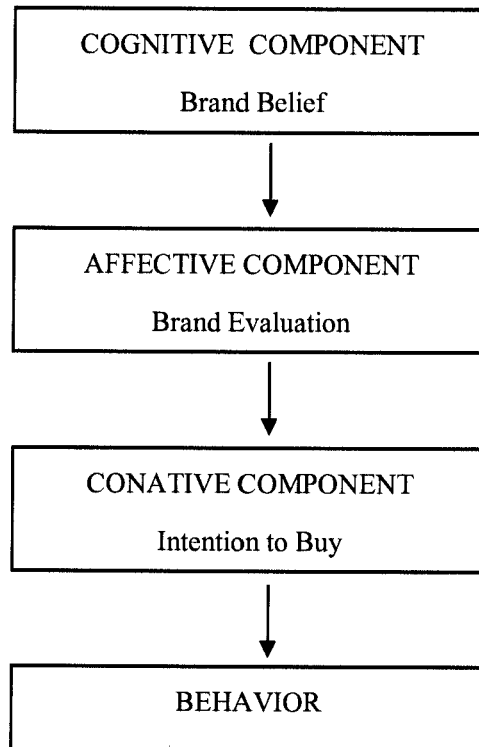 COGNITIVE COMPONENT
Brand Belief
AFFECTIVE COMPONENT
Brand Evaluation
CONATIVE COMPONENT
Intention to Buy
BEHAVIOR